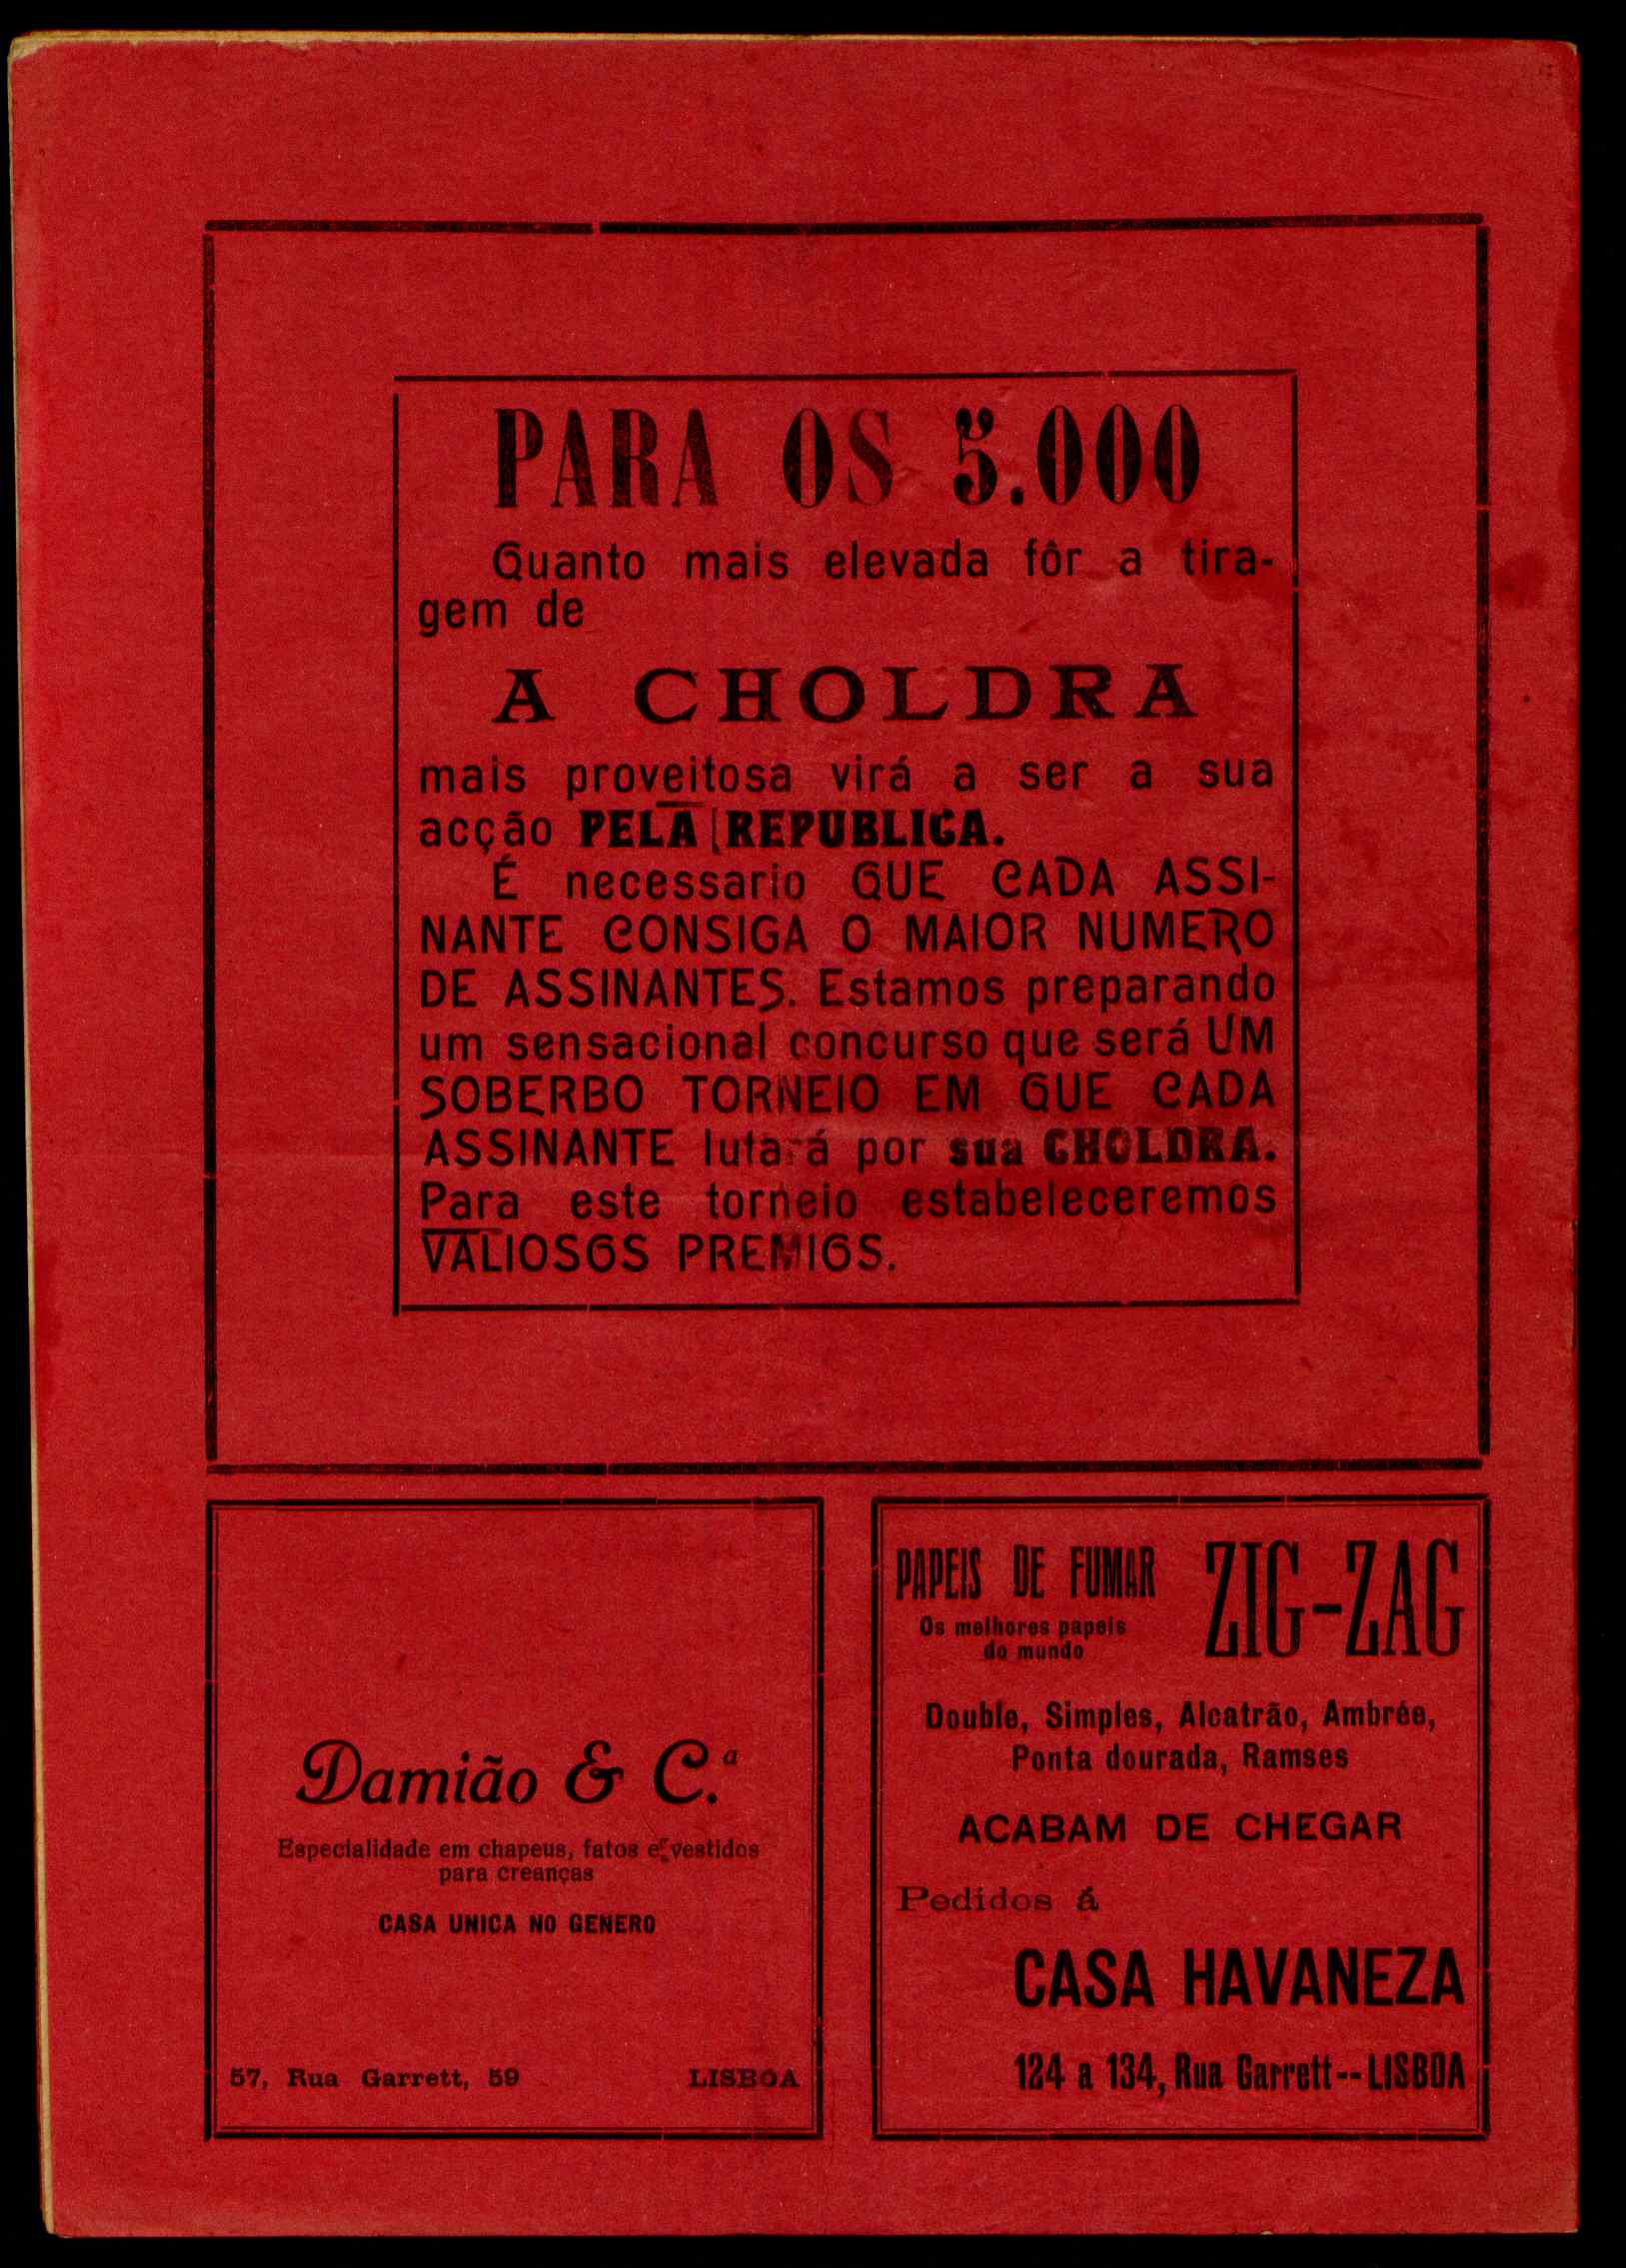 PARA OS 5.000
Quanto mais elevada fôr a tira-
gem de
A CHOLDRA
mais proveitosa virá a ser a sua
acção PELA REPUBLICA.
É necessario QUE CADA ASSI-
NANTE CONSIGA O MAIOR NUMERO
DE ASSINANTES. Estamos preparando
um sensacional concurso que será UM
SOBERBO TORNEIO EM QUE CADA
ASSINANTE lutará por sua CHOLDRA.
Para este torneio estabeleceremos
VALIOSOS PREMIOS.
Damião & C.ª
Especialidade em chapeus, fatos e vestidos
para creanças
CASA UNICA NO GENERO
57, Rua Garrett, 59 LISBOA
PAPEIS DE FUMAR ZIG-ZAG
Os melhores papeis
do mundo
Double, Simples, Alcatrão, Ambrée,
Ponta dourada, Ramses
ACABAM DE CHEGAR
Pedidos á
CASA HAVANEZA
124 a 134, Rua Garrett--LISBOA